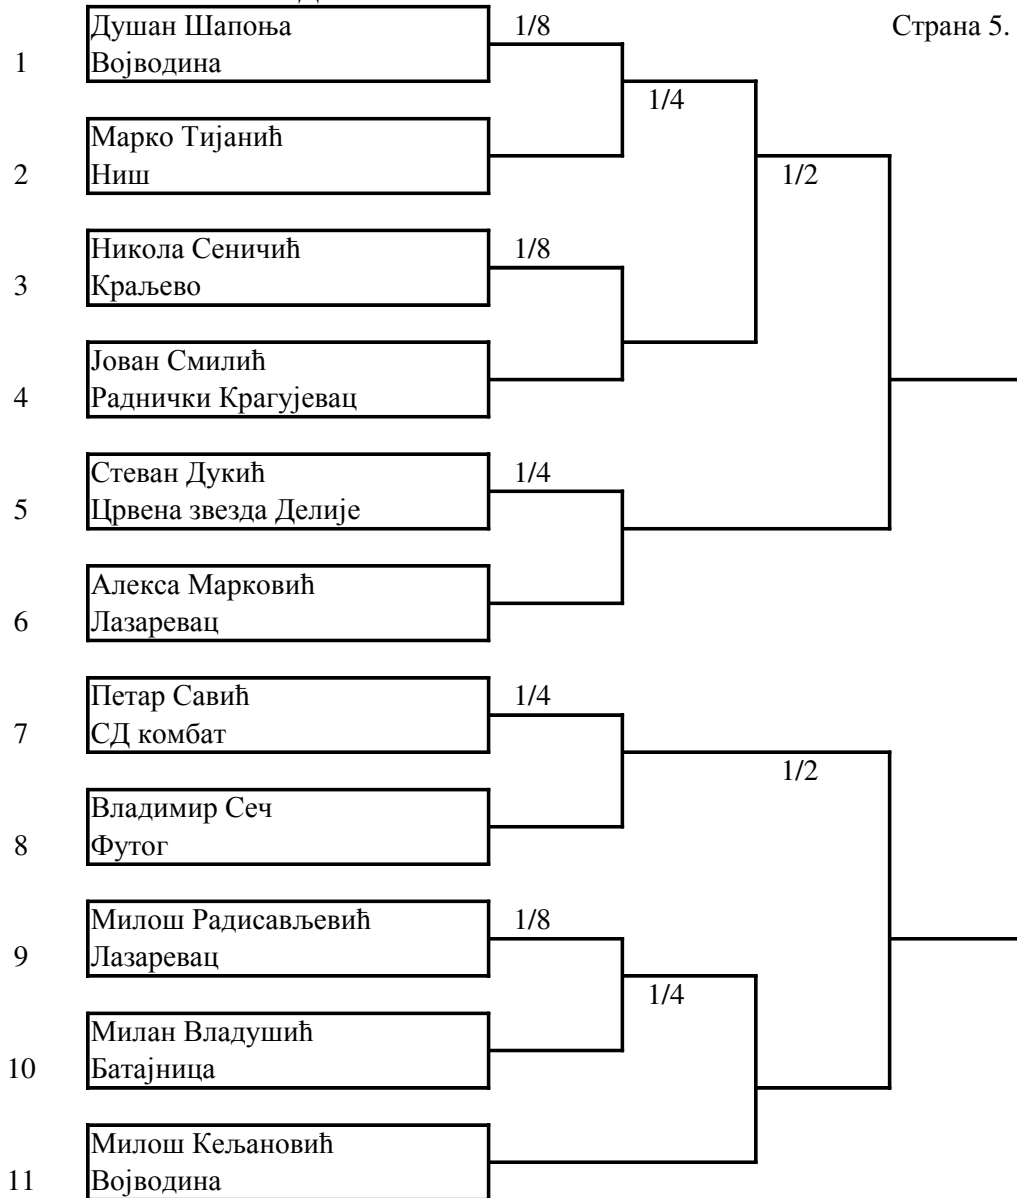 Душан Шапоња 1/8 Страна 5.
1 Војводина
1/4
Марко Тијанић
2 Ниш 1/2
Никола Сеничић 1/8
3 Краљево
Јован Смилић
4 Раднички Крагујевац
Стеван Дукић 1/4
5 Црвена звезда Делије
Алекса Марковић
6 Лазаревац
Петар Савић 1/4
7 СД комбат
1/2
Владимир Сеч
8 Футог
Милош Радисављевић 1/8
9 Лазаревац
1/4
Милан Владушић
10 Батајница
Милош Кељановић
11 Војводина